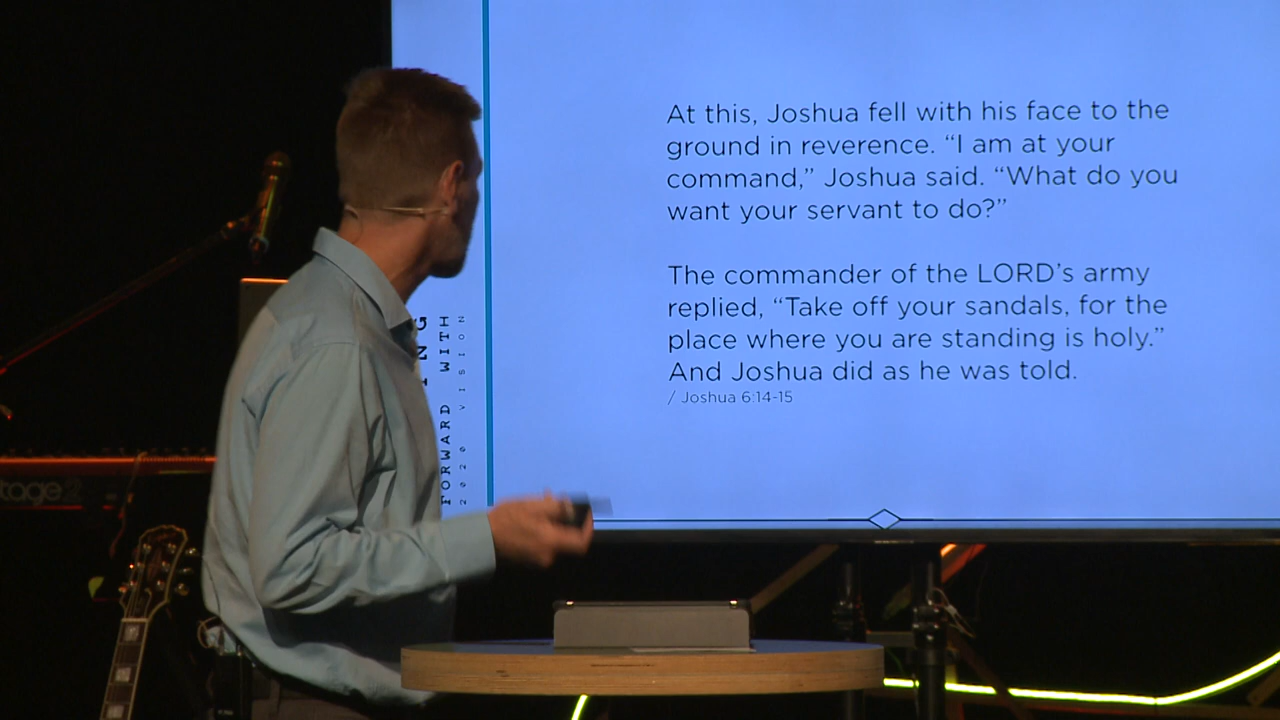 At this, Joshua fell with his face to the
ground in reverence. “I am at your
command,” Joshua said. “What do you
want your servant to do?”
The commander of the LORD’s army
replied, “Take off your sandals, for the
place where you are standing is holy.”
And Joshua did as he was told.
/ Joshua 6:14-15
FORWARD WITH
2020 VISION
tage2